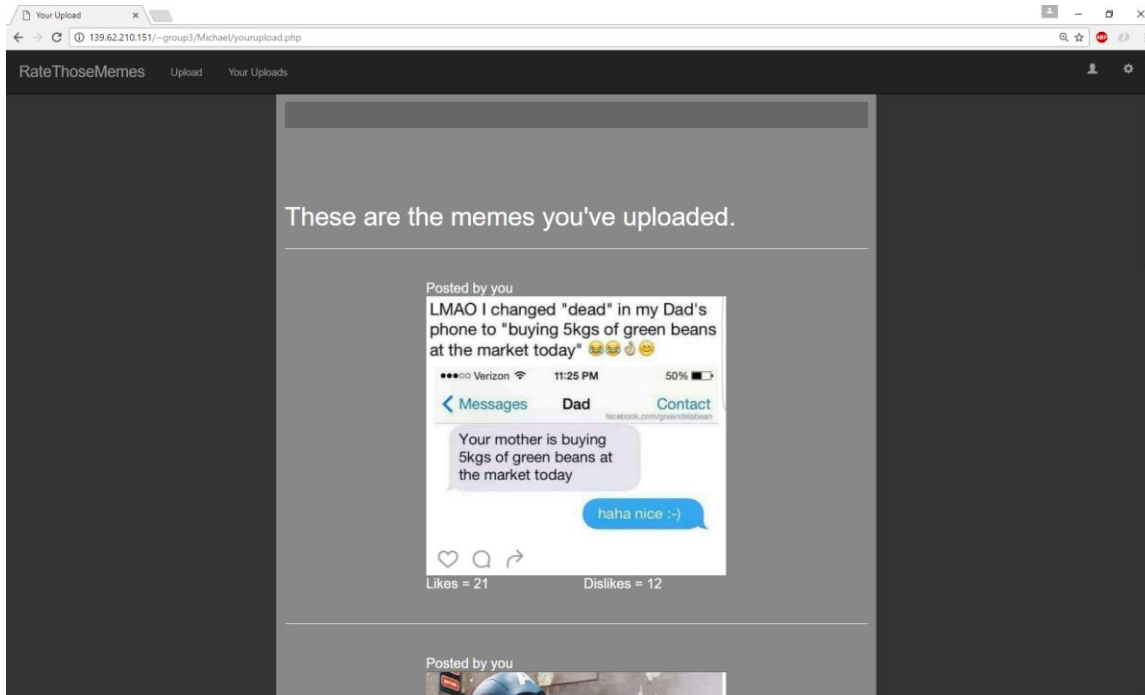 Your Upload
139.62.210.151/~group3/Michael/yourupload.php
RateThoseMemes Upload Your Uploads
These are the memes you've uploaded.
Posted by you
LMAO I changed "dead" in my Dad's
phone to "buying 5kgs of green beans
at the market today" 😂😂👌😊
Verizon 11:25 PM 50%
Messages Dad Contact
facebook.com/greendelabean
Your mother is buying
5kgs of green beans at
the market today
haha nice :-)
Likes = 21 Dislikes = 12
Posted by you